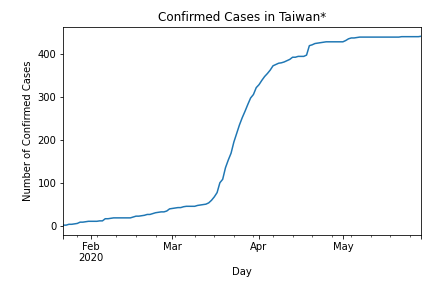 Confirmed Cases in Taiwan*
Number of Confirmed Cases
400
300
200
100
0
Feb Mar Apr May
2020
Day